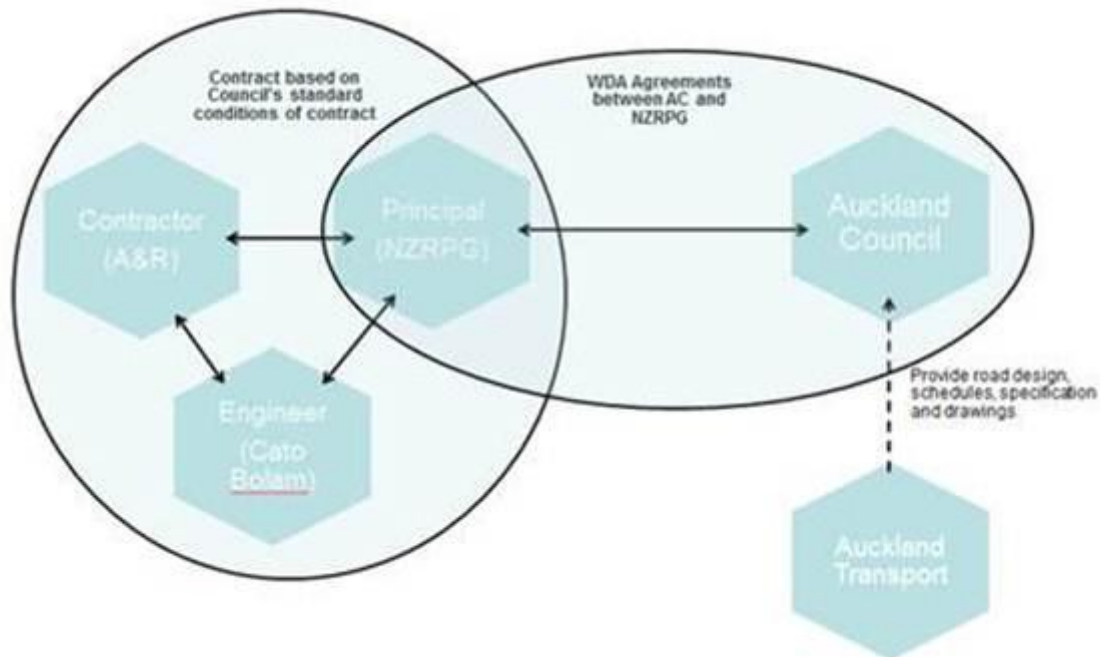 Contract based on
Council's standard
conditions of contract
WDA Agreements
between AC and
NZRPG
Contractor
(A&R)
Principal
(NZRPG)
Auckland
Council
Engineer
(Cato
Bolam)
Provide road design,
schedules, specification
and drawings
Auckland
Transport